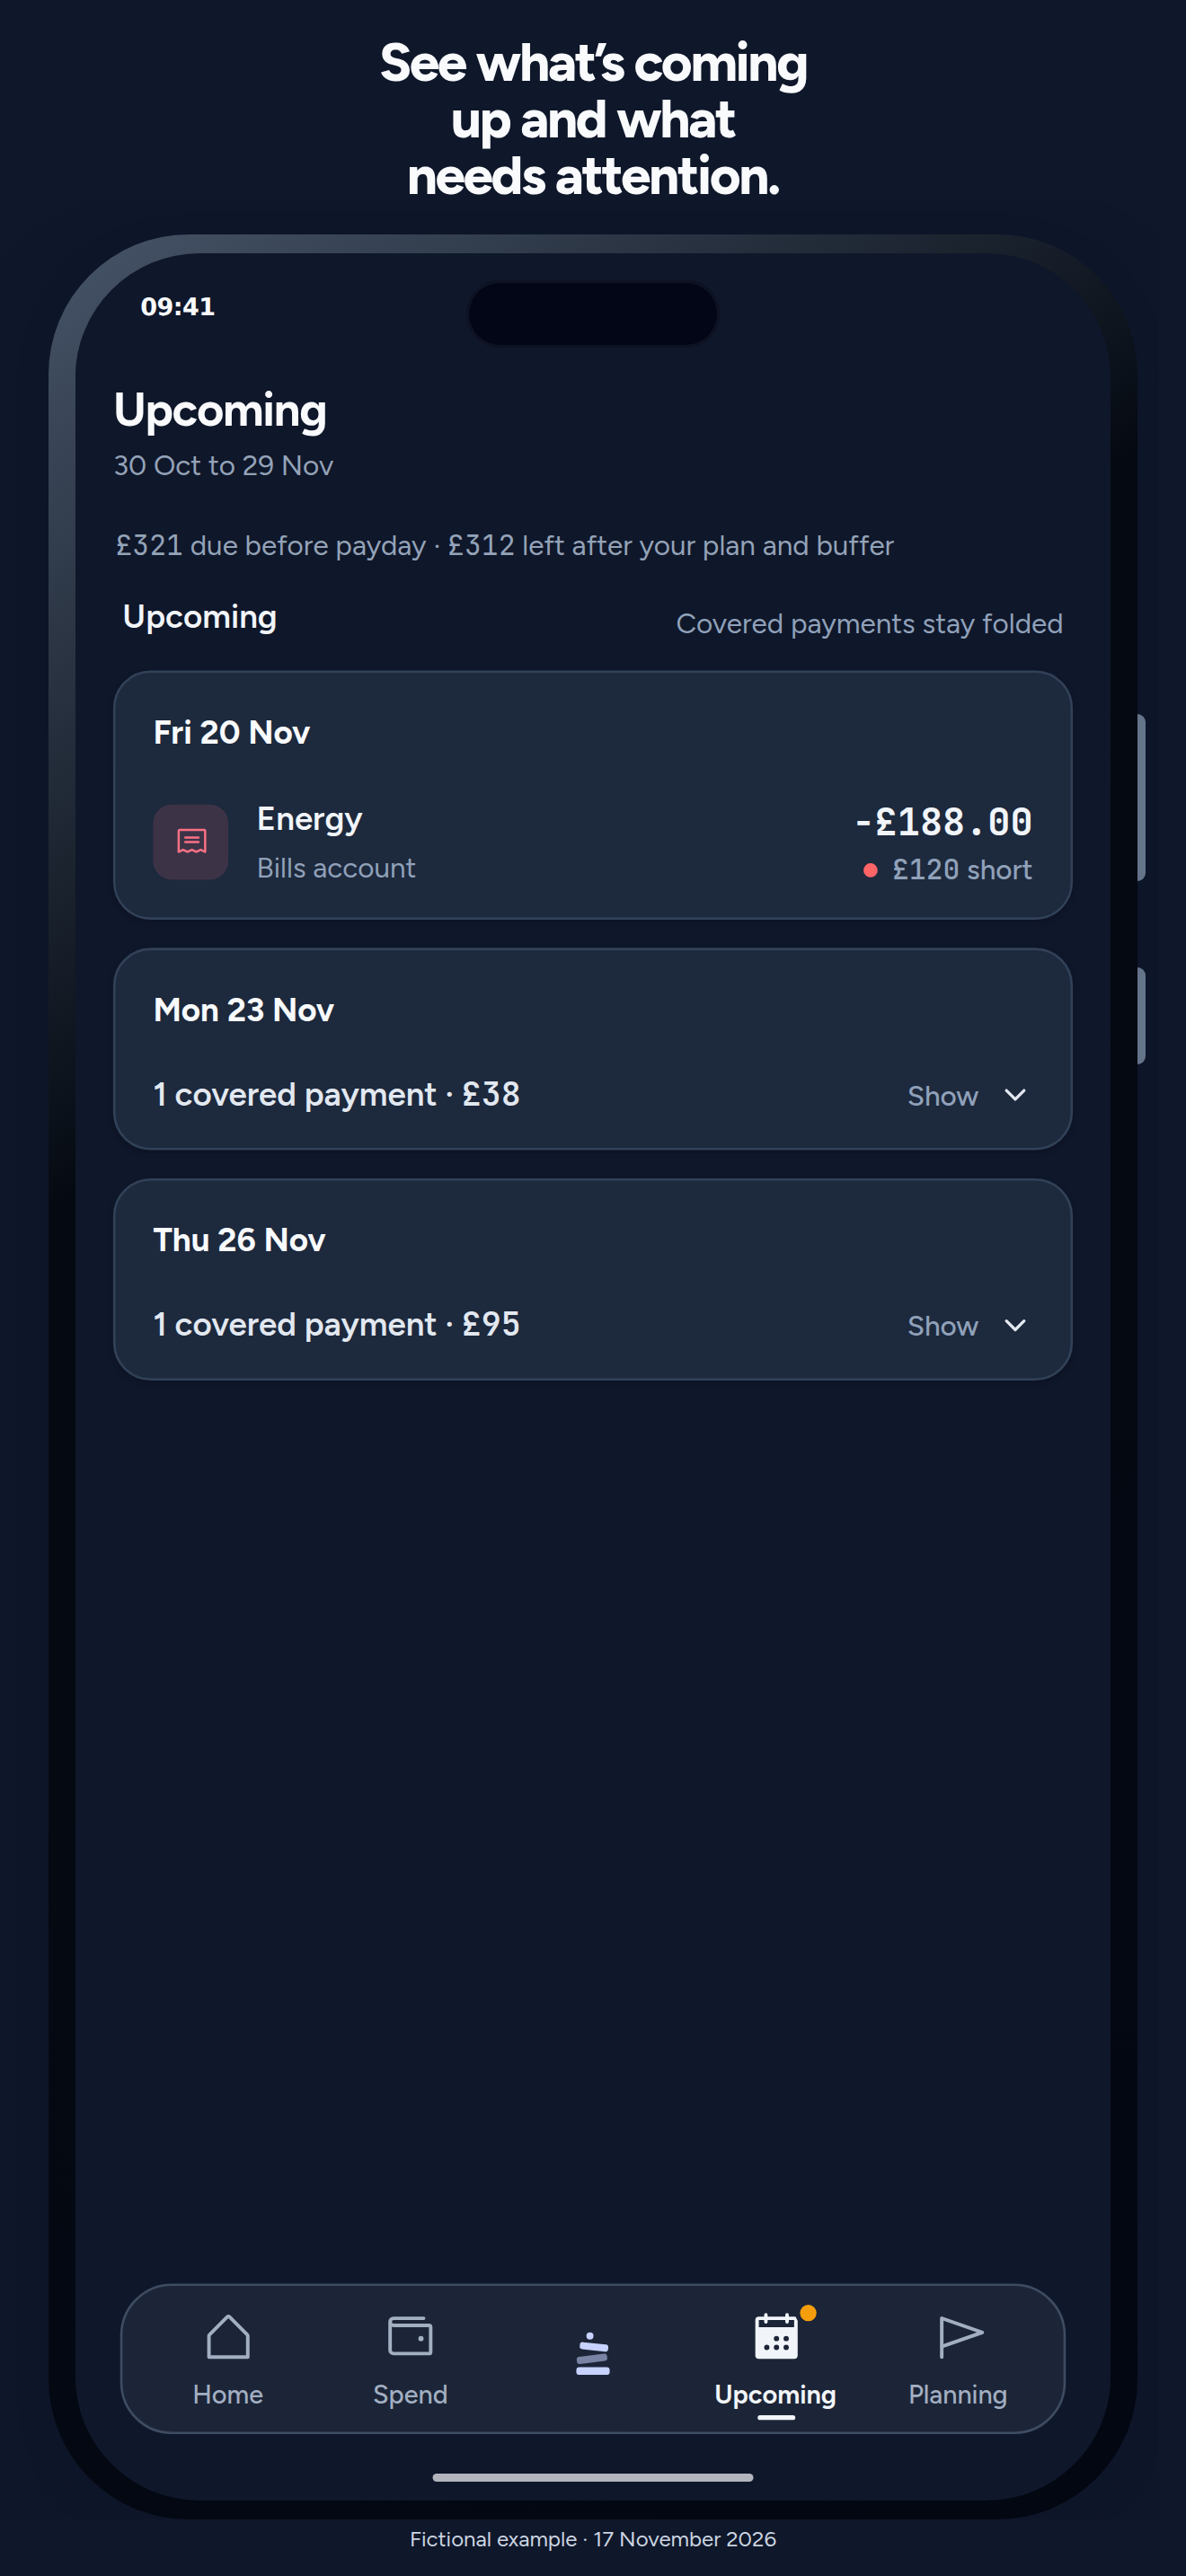 See what’s coming
up and what
needs attention.
09:41
Upcoming
30 Oct to 29 Nov
£321 due before payday · £312 left after your plan and buffer
Upcoming
Covered payments stay folded
Fri 20 Nov
Energy
-£188.00
Bills account
£120 short
Mon 23 Nov
1 covered payment · £38
Show
Thu 26 Nov
1 covered payment · £95
Show
Home
Spend
Upcoming
Planning
Fictional example · 17 November 2026